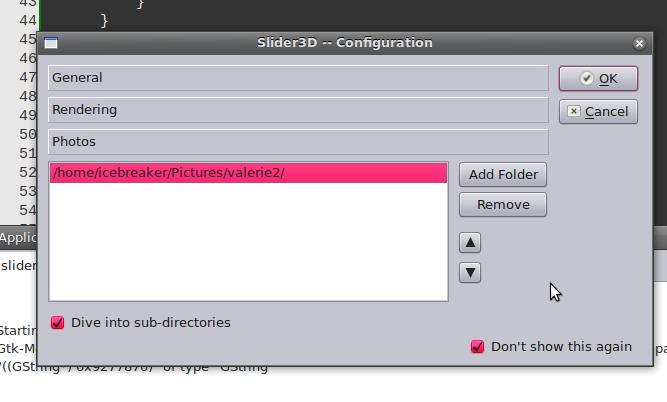 43 }
44 }
45
Slider3D -- Configuration
46
47 General
OK
48
49 Rendering
Cancel
50
51 Photos
52 /home/icebreaker/Pictures/valerie2/
Add Folder
53
54 Remove
Applic
slider
Dive into sub-directories
Startin
Gtk-M
Don't show this again
pa
"((GString*) 0x9277870)" of type "GString"